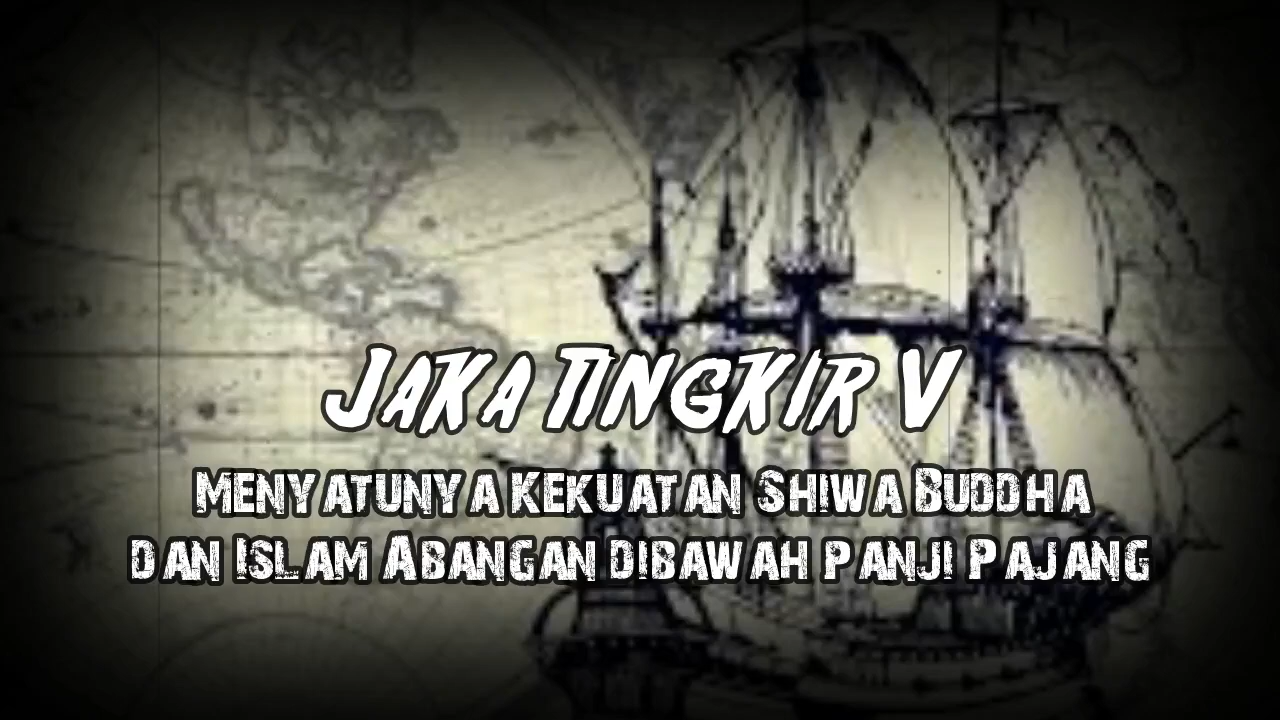 Jaka Tingkir V
Menyatunya Kekuatan Shiwa Buddha
dan Islam Abangan dibawah panji Pajang